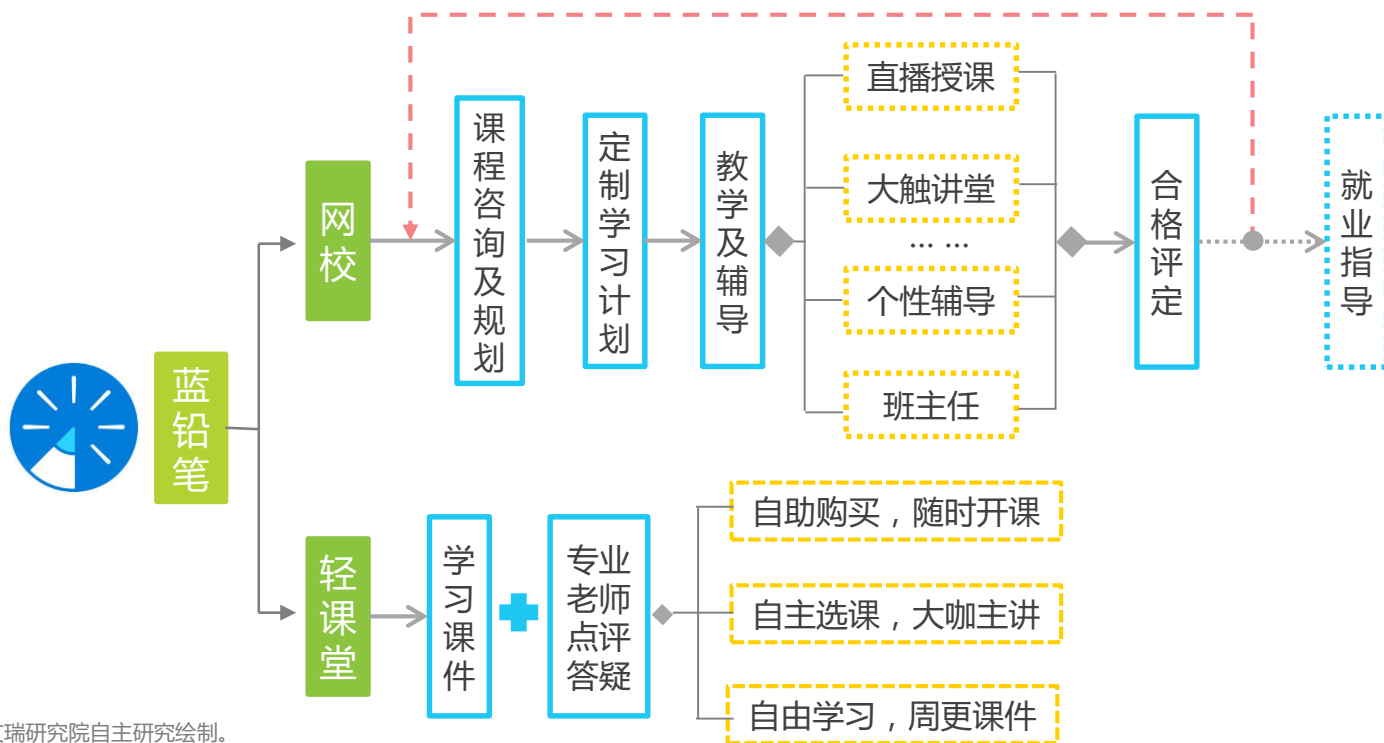 蓝铅笔
网校
课程咨询及规划
定制学习计划
教学及辅导
直播授课
大触讲堂
... ...
个性辅导
班主任
合格评定
就业指导
轻课堂
学习课件
专业
老师
点评
答疑
自助购买，随时开课
自主选课，大咖主讲
自由学习，周更课件
瑞研究院自主研究绘制。